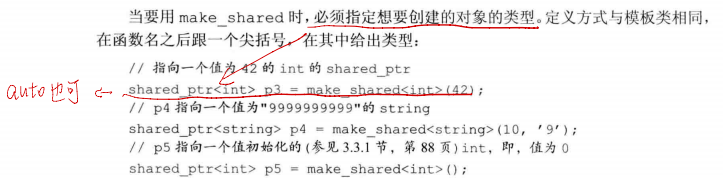 当要用 make_shared 时,必须指定想要创建的对象的类型。定义方式与模板类相同,
在函数名之后跟一个尖括号,在其中给出类型:
// 指向一个值为 42 的 int 的 shared_ptr
auto也可 ← shared_ptr<int> p3 = make_shared<int>(42);
// p4 指向一个值为"9999999999"的 string
shared_ptr<string> p4 = make_shared<string>(10, '9');
// p5 指向一个值初始化的(参见 3.3.1 节,第 88 页)int,即,值为 0
shared_ptr<int> p5 = make_shared<int>();